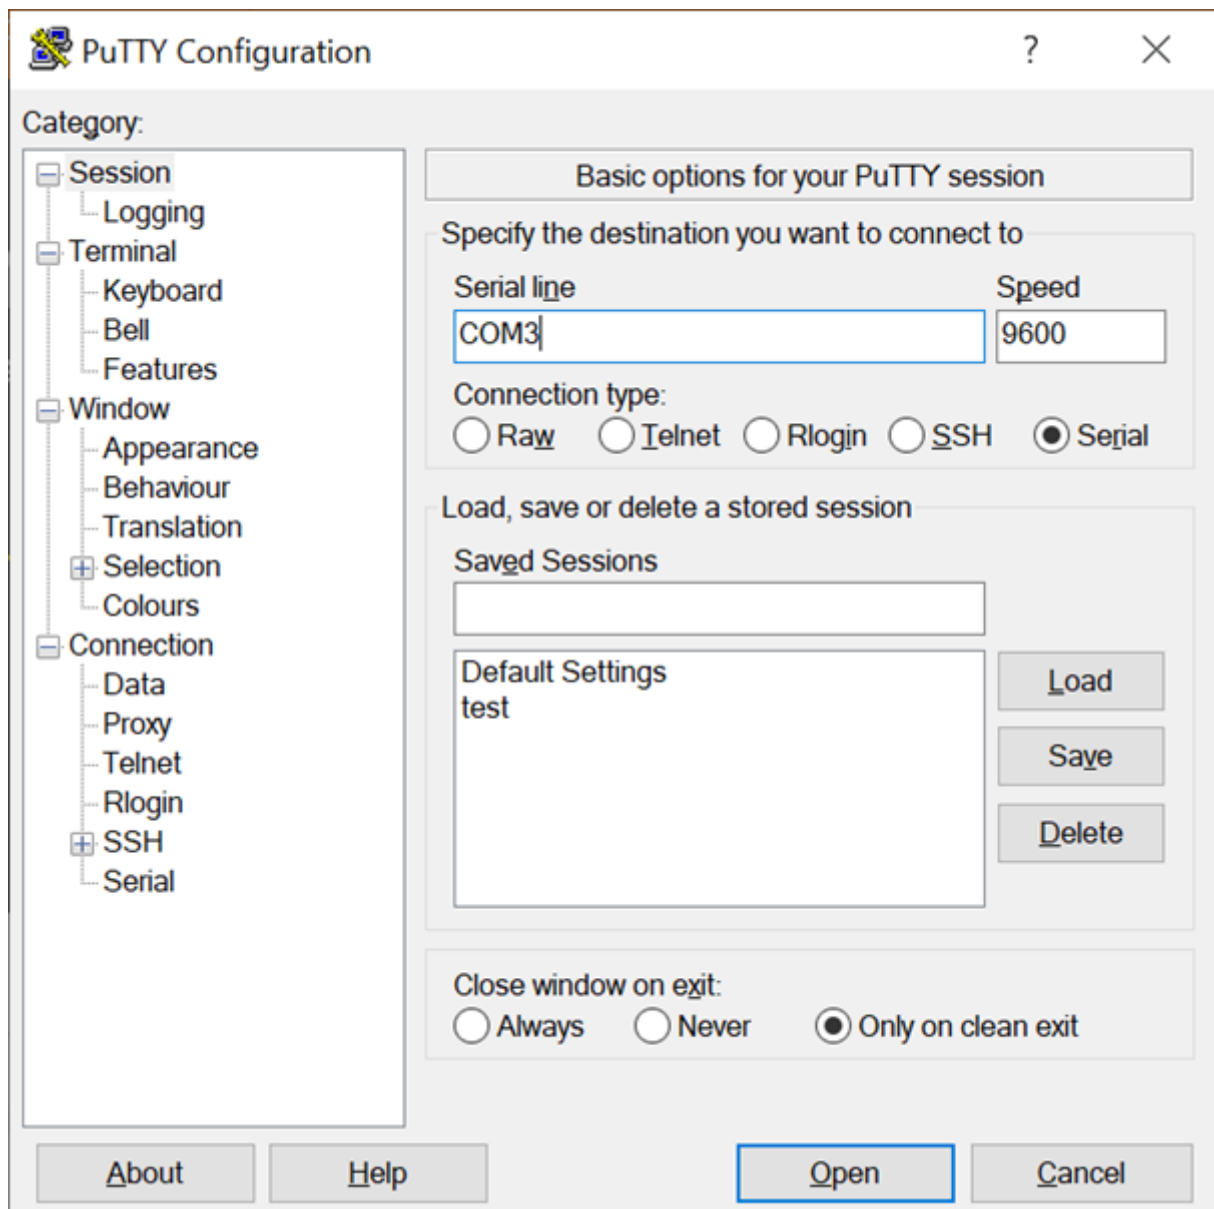 PuTTY Configuration
?
Category:
Session
Logging
Terminal
Keyboard
Bell
Features
Window
Appearance
Behaviour
Translation
Selection
Colours
Connection
Data
Proxy
Telnet
Rlogin
SSH
Serial
Basic options for your PuTTY session
Specify the destination you want to connect to
Serial line Speed
COM3 9600
Connection type:
Raw Telnet Rlogin SSH Serial
Load, save or delete a stored session
Saved Sessions
Default Settings
test
Load
Save
Delete
Close window on exit:
Always Never Only on clean exit
About Help Open Cancel